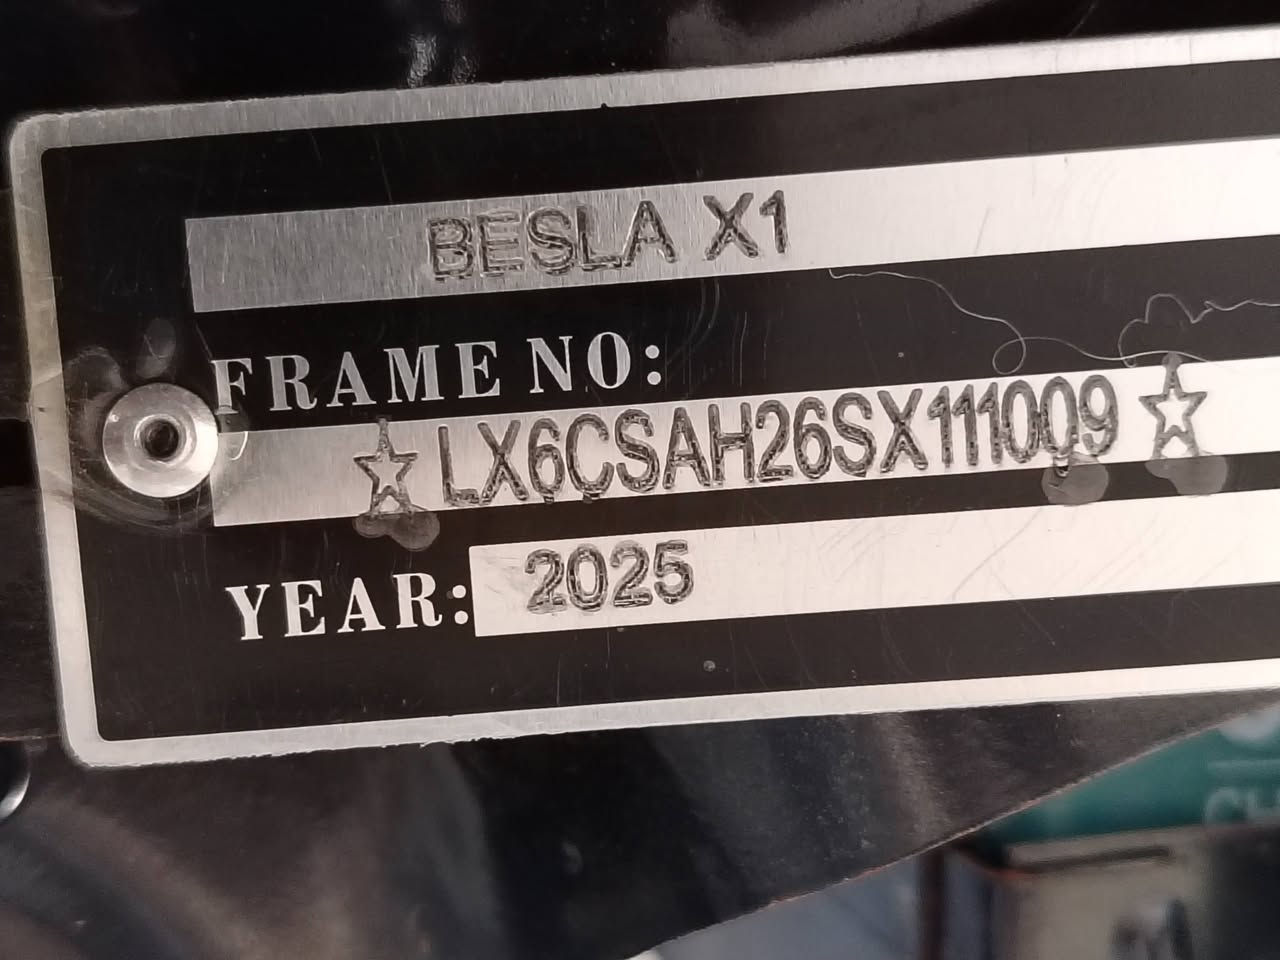 BESLA X1
FRAME NO:
☆LX6CSAH26SX111009☆
YEAR: 2025